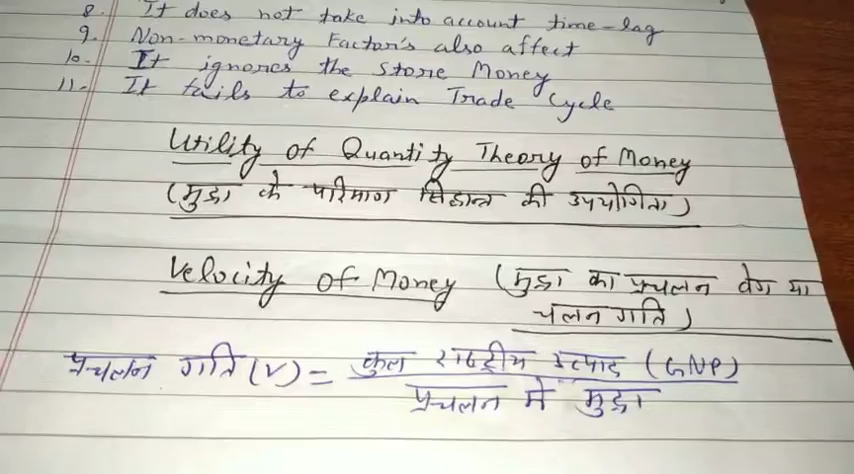 8. It does not take into account time-lag
9. Non-monetary Factor's also affect
10. It ignores the store Money
11. It fails to explain Trade Cycle
Utility of Quantity Theory of Money
(मुद्रा के परिमाण सिद्धान्त की उपयोगिता)
Velocity of Money (मुद्रा का प्रचलन वेग या
चलन गति)
प्रचलन गति (V) = कुल राष्ट्रीय उत्पाद (GNP)
प्रचलन में मुद्रा